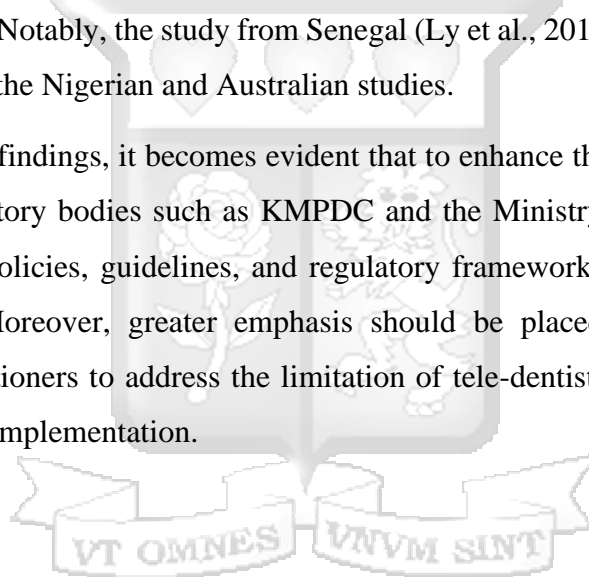 Notably, the study from Senegal (Ly et al., 201
the Nigerian and Australian studies.
findings, it becomes evident that to enhance th
tory bodies such as KMPDC and the Ministry
olicies, guidelines, and regulatory framework
Moreover, greater emphasis should be placed
tioners to address the limitation of tele-dentist
implementation.
VT OMNES VNVM SINT